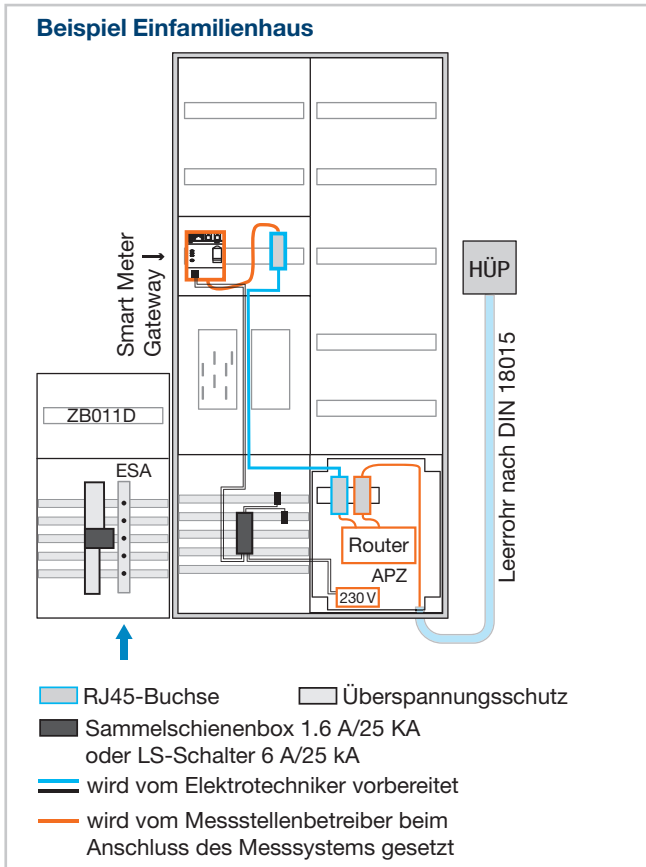 Beispiel Einfamilienhaus
Smart Meter
Gateway
HÜP
Leerrohr nach DIN 18015
ZB011D
ESA
Router
APZ
230 V
RJ45-Buchse
Überspannungsschutz
Sammelschienenbox 1.6 A/25 KA
oder LS-Schalter 6 A/25 kA
wird vom Elektrotechniker vorbereitet
wird vom Messstellenbetreiber beim
Anschluss des Messsystems gesetzt